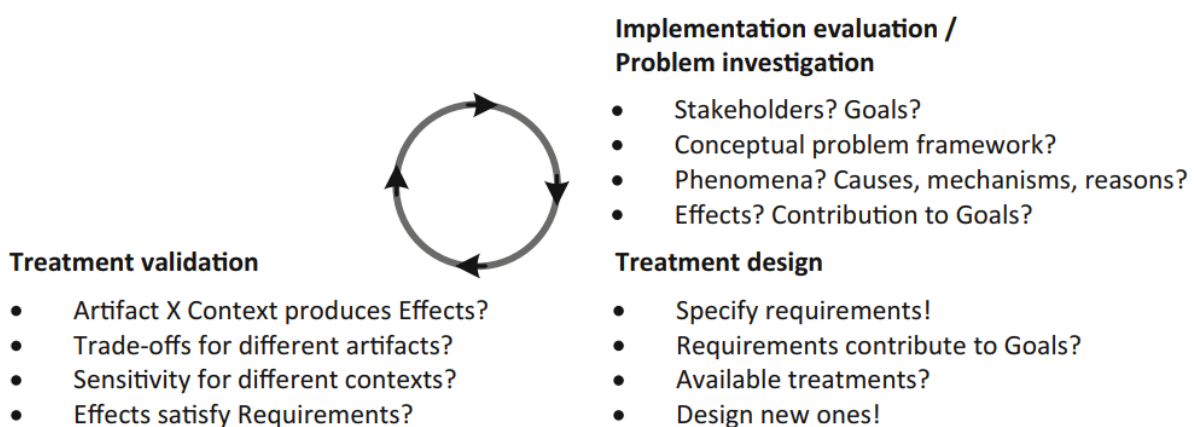 Implementation evaluation /
Problem investigation
• Stakeholders? Goals?
• Conceptual problem framework?
• Phenomena? Causes, mechanisms, reasons?
• Effects? Contribution to Goals?
Treatment validation
• Artifact X Context produces Effects?
• Trade-offs for different artifacts?
• Sensitivity for different contexts?
• Effects satisfy Requirements?
Treatment design
• Specify requirements!
• Requirements contribute to Goals?
• Available treatments?
• Design new ones!